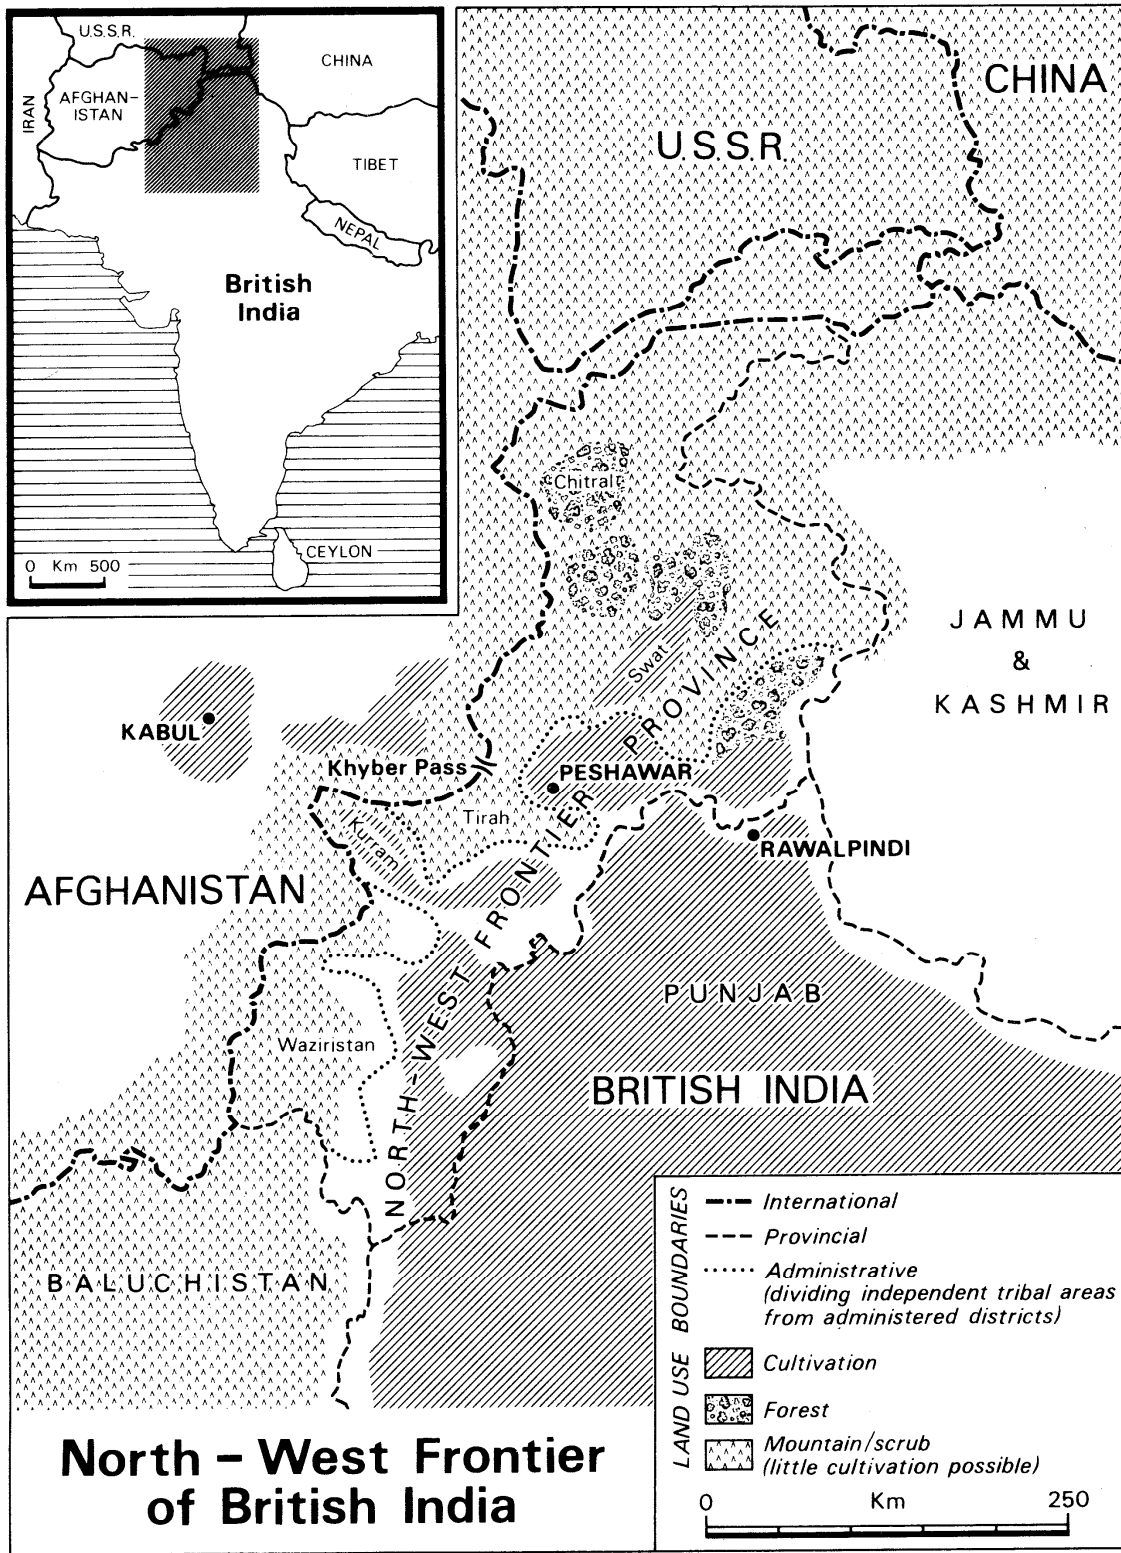 U.S.S.R.
CHINA
IRAN
AFGHAN-
ISTAN
TIBET
NEPAL
British
India
CEYLON
0 Km 500
CHINA
U.S.S.R.
Chitral
JAMMU
&
KASHMIR
Swat
KABUL
Khyber Pass
PESHAWAR
Tirah
Kurram
RAWALPINDI
AFGHANISTAN
NORTH-WEST FRONTIER PROVINCE
PUNJAB
Waziristan
BRITISH INDIA
BALUCHISTAN
BOUNDARIES
International
Provincial
Administrative
(dividing independent tribal areas
from administered districts)
LAND USE
Cultivation
Forest
Mountain/scrub
(little cultivation possible)
0 Km 250
North – West Frontier
of British India